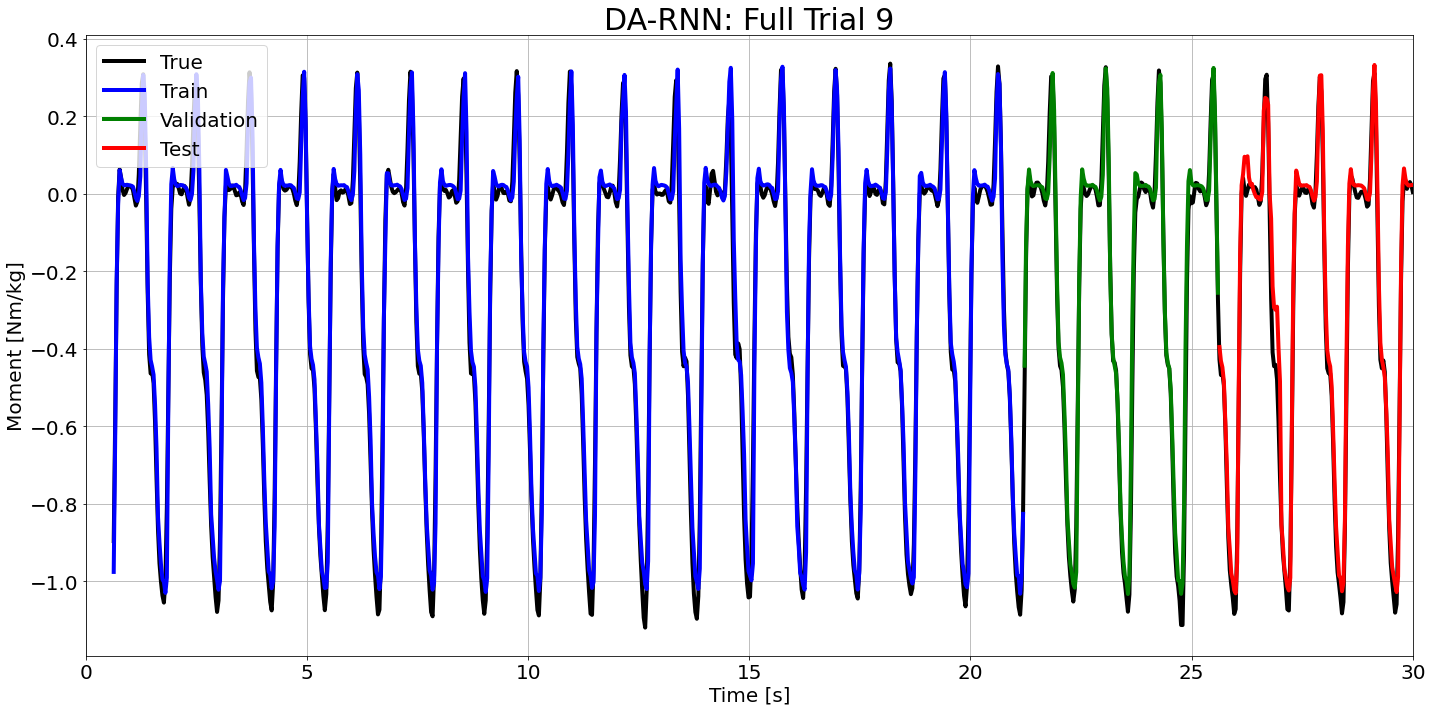 DA-RNN: Full Trial 9
True
Train
Validation
Test
0.4
0.2
0.0
−0.2
−0.4
−0.6
−0.8
−1.0
Moment [Nm/kg]
0 5 10 15 20 25 30
Time [s]